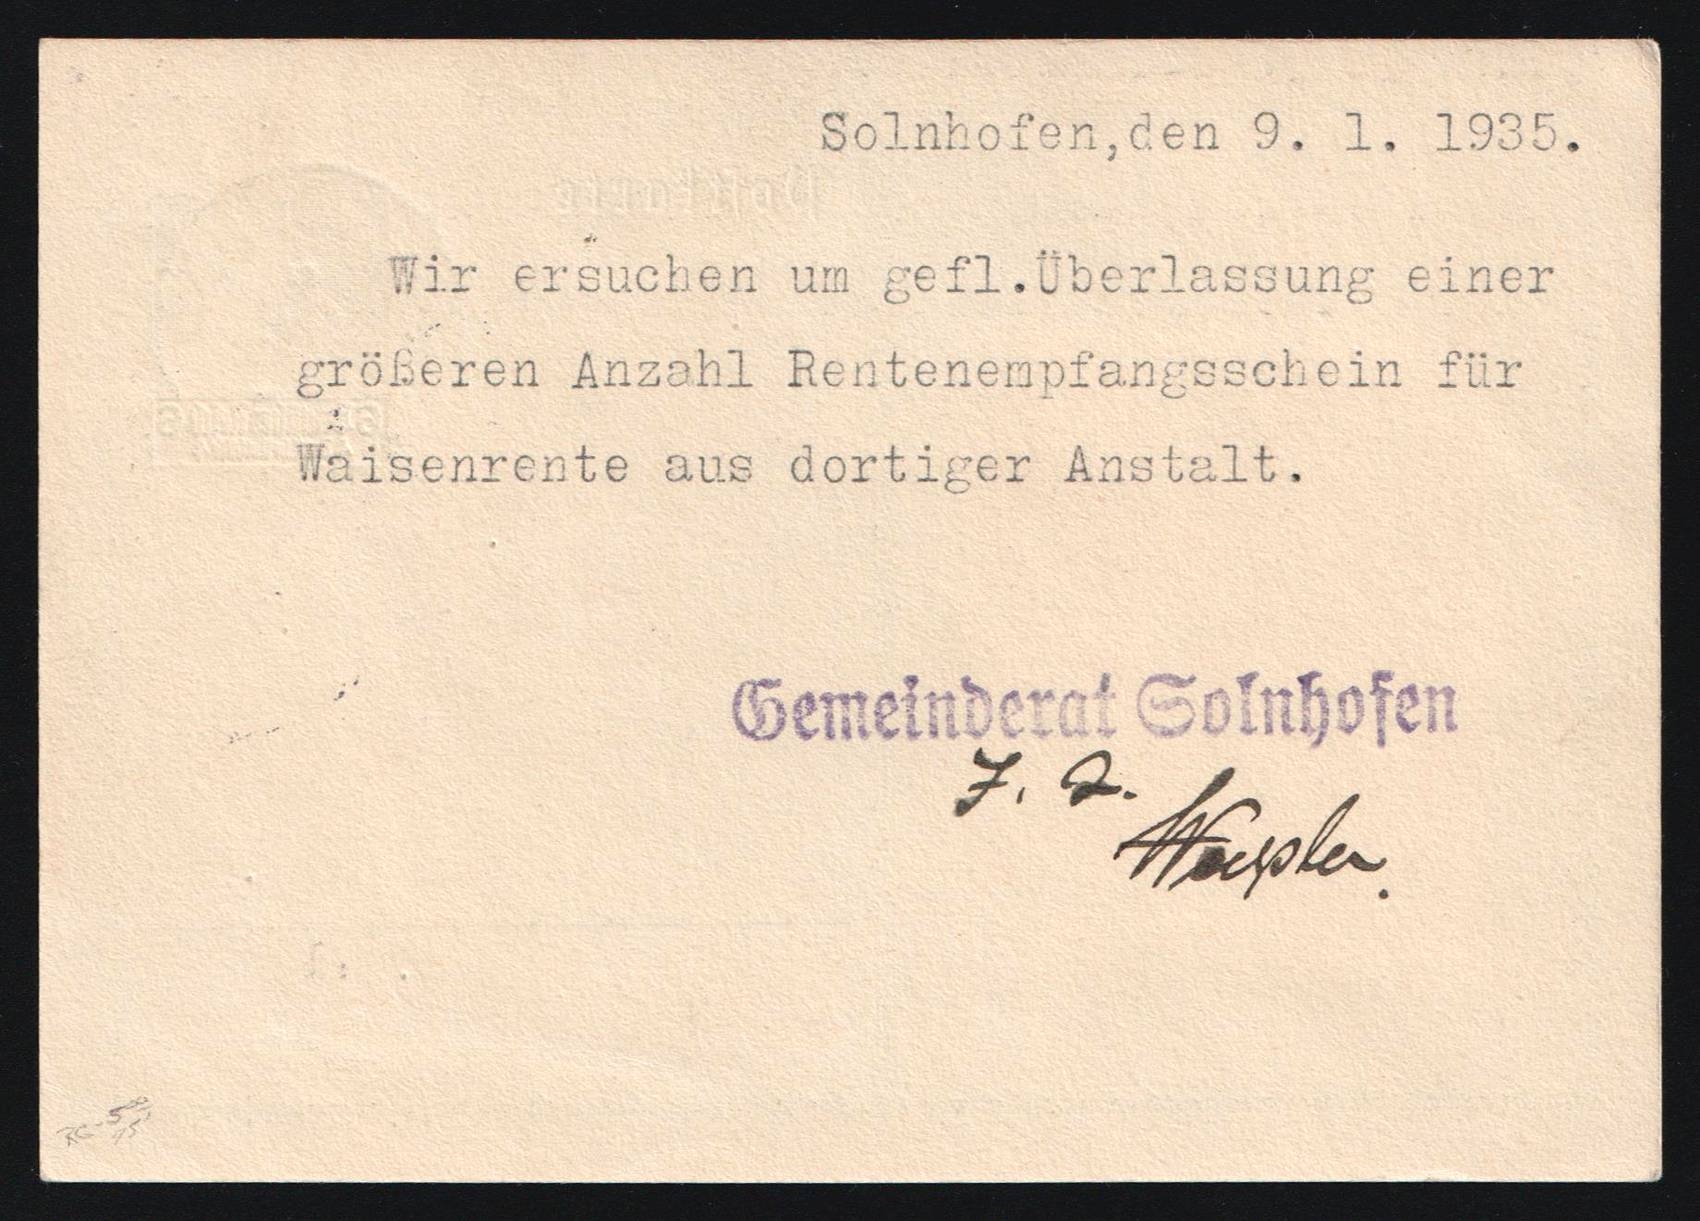 Solnhofen,den 9. 1. 1935.
Wir ersuchen um gefl.Überlassung einer
größeren Anzahl Rentenempfangsschein für
Waisenrente aus dortiger Anstalt.
Gemeinderat Solnhofen